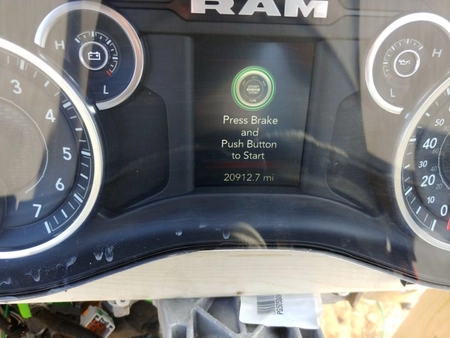 RAM
H
H
L
L
3
4
5
6
7
Press Brake
and
Push Button
to Start
20912.7 mi
60
50
40
30
20
10
0